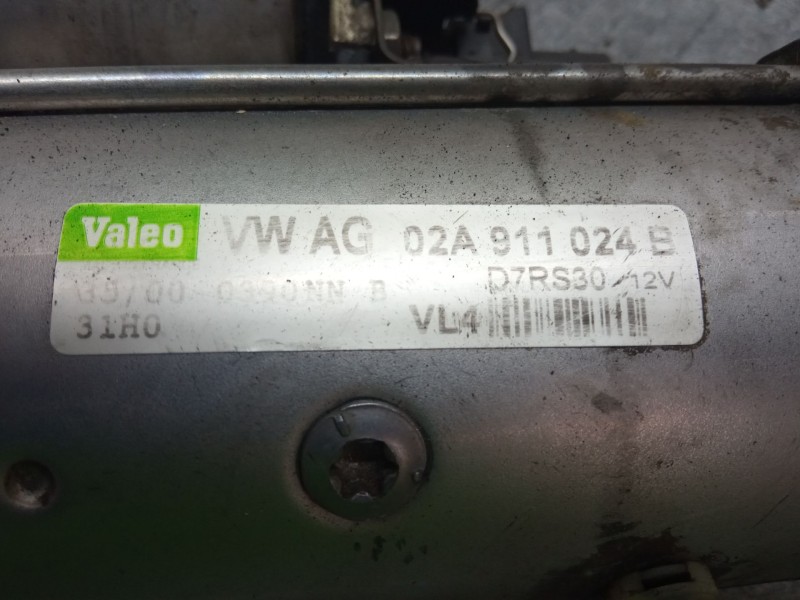 Valeo VW AG 02A 911 024 B
D7RS30/12V
31H0 VL4